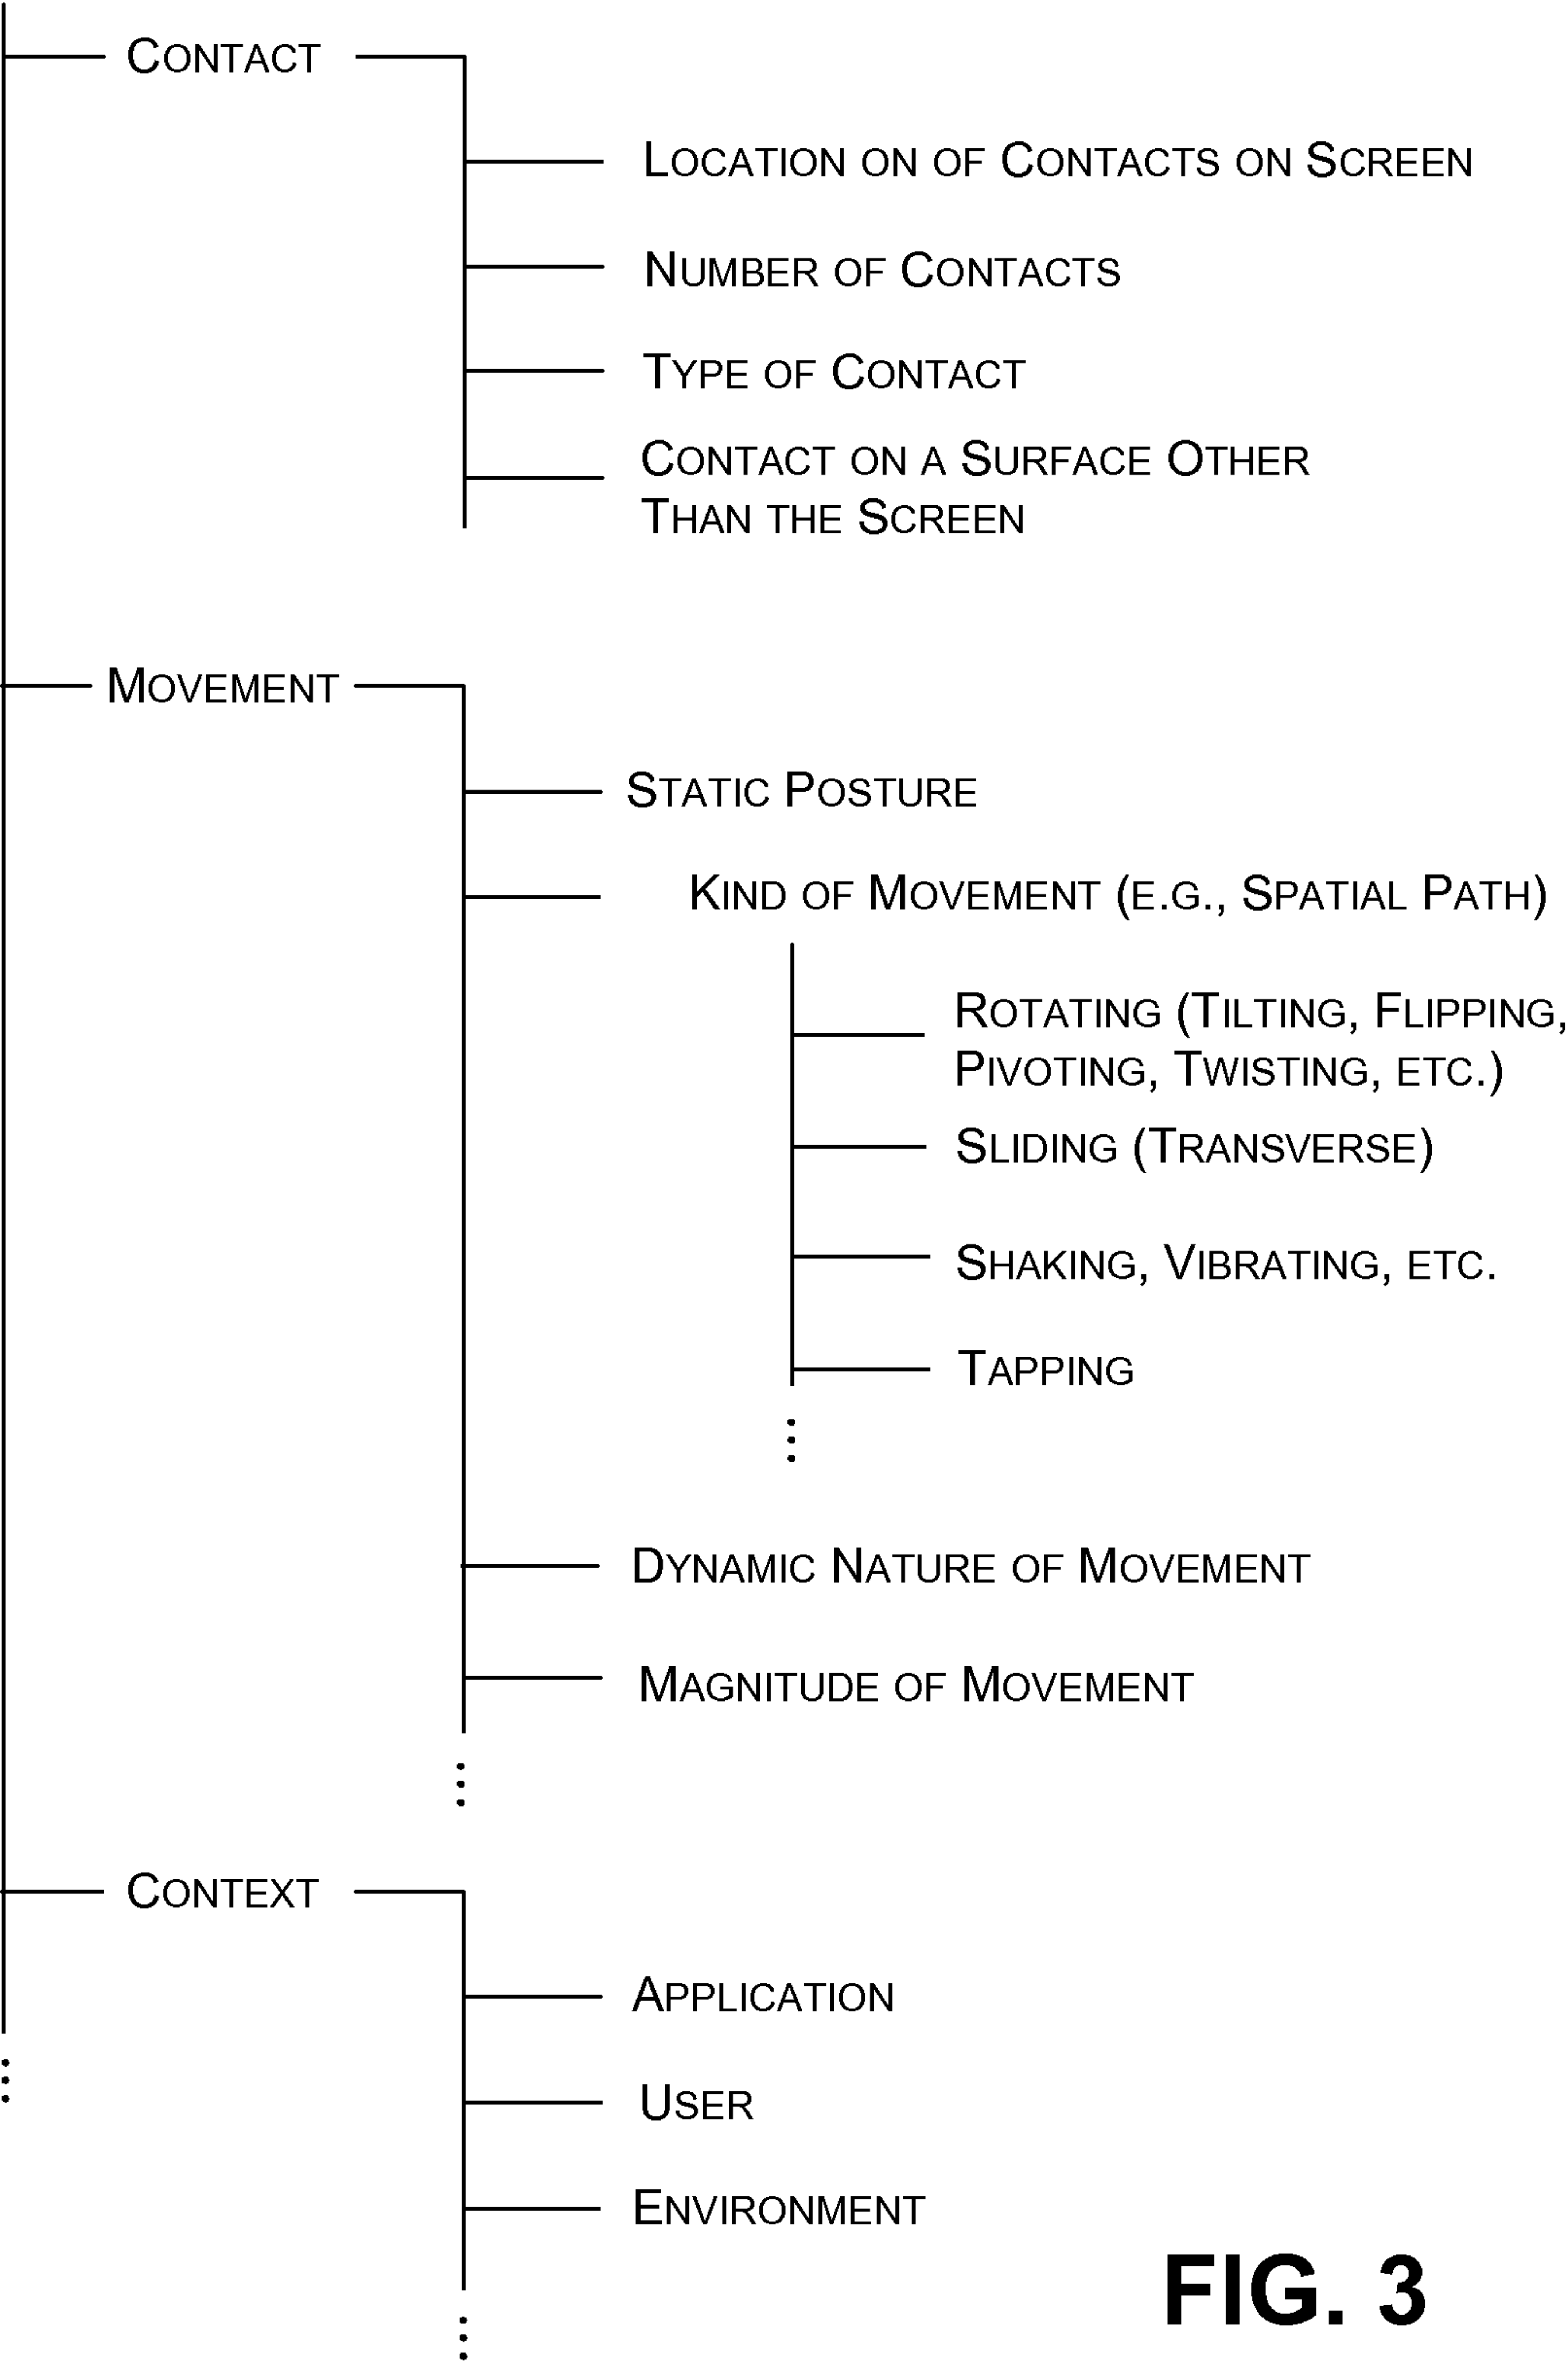 Contact
Location on of Contacts on Screen
Number of Contacts
Type of Contact
Contact on a Surface Other
Than the Screen
Movement
Static Posture
Kind of Movement (e.g., Spatial Path)
Rotating (Tilting, Flipping,
Pivoting, Twisting, etc.)
Sliding (Transverse)
Shaking, Vibrating, etc.
Tapping
Dynamic Nature of Movement
Magnitude of Movement
Context
Application
User
Environment
FIG. 3